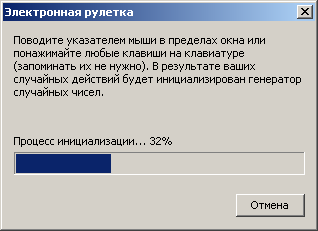 Электронная рулетка
Поводите указателем мыши в пределах окна или
понажимайте любые клавиши на клавиатуре
(запоминать их не нужно). В результате ваших
случайных действий будет инициализирован генератор
случайных чисел.
Процесс инициализации... 32%
Отмена